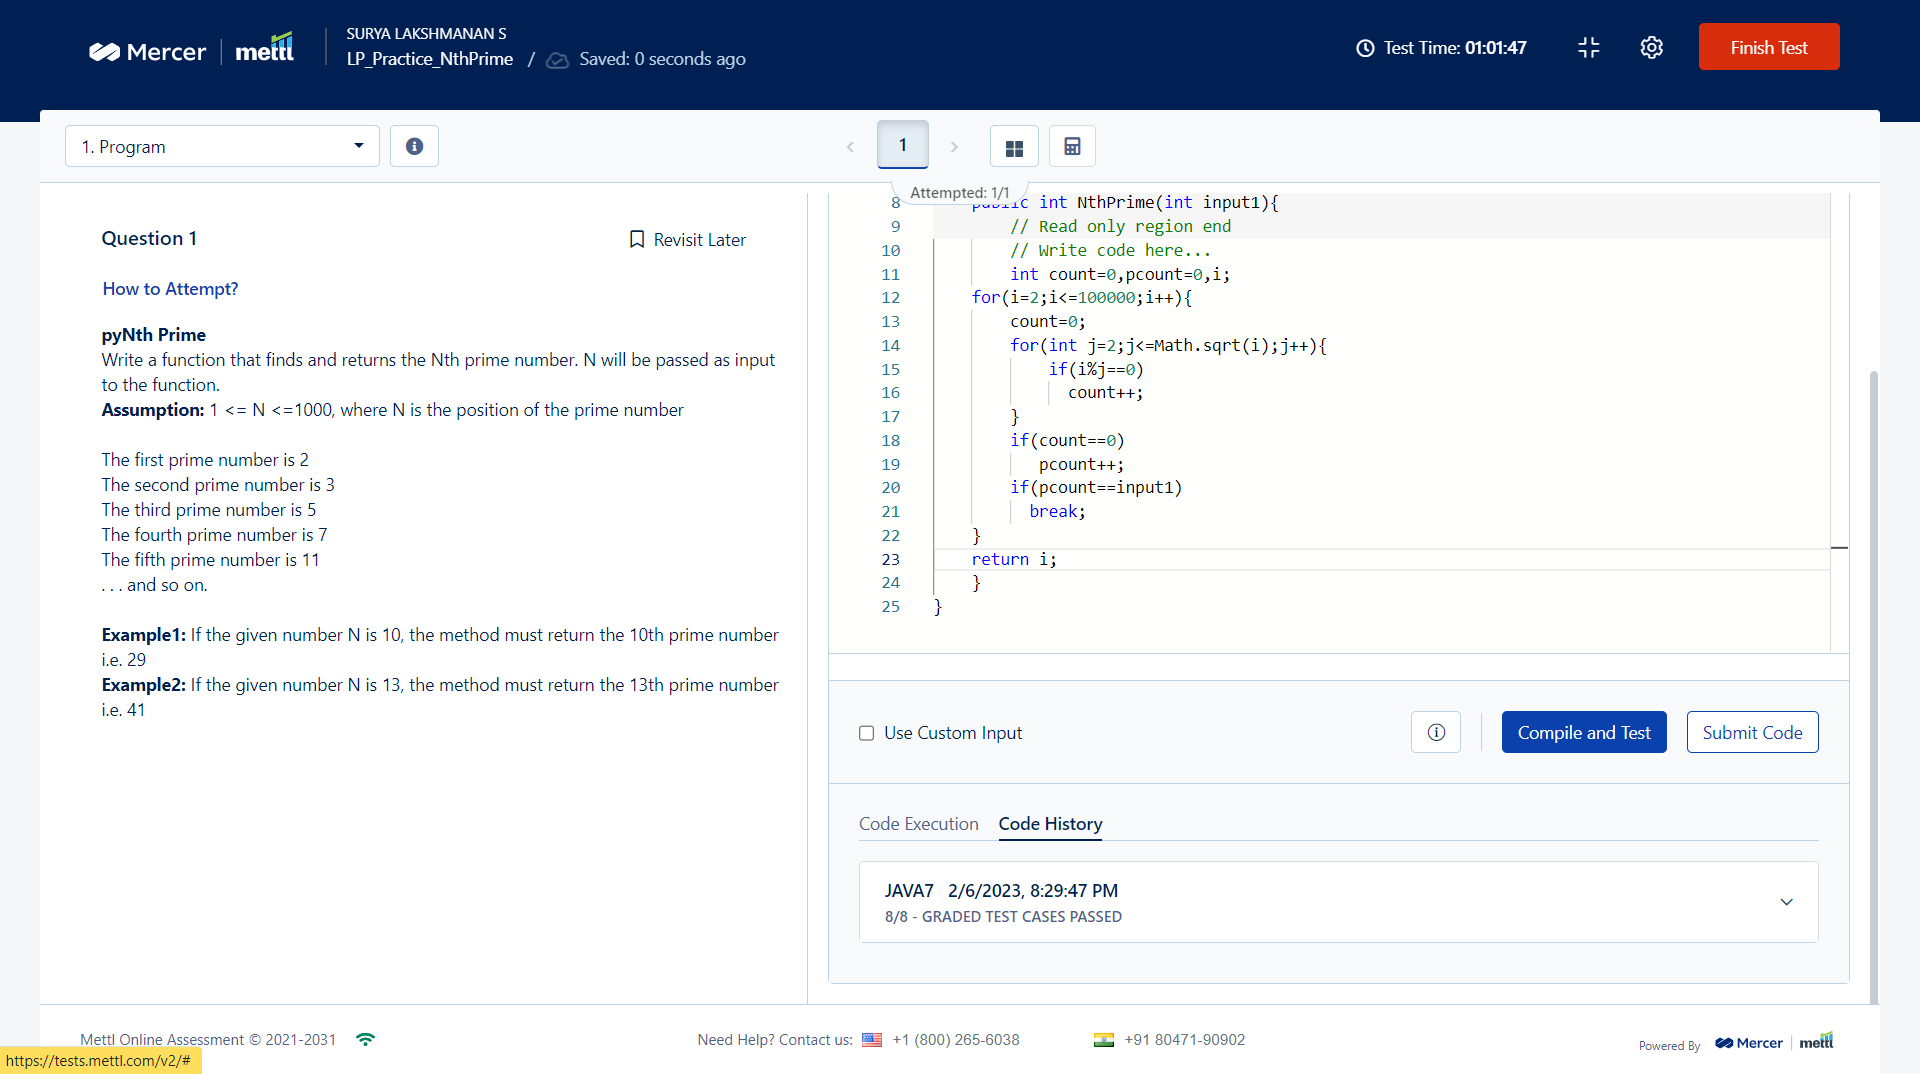 Mercer mettl
SURYA LAKSHMANAN S
LP_Practice_NthPrime / Saved: 0 seconds ago
Test Time: 01:01:47
Finish Test
1. Program
1
Attempted: 1/1
Question 1
Revisit Later
How to Attempt?
pyNth Prime
Write a function that finds and returns the Nth prime number. N will be passed as input
to the function.
Assumption: 1 <= N <=1000, where N is the position of the prime number
The first prime number is 2
The second prime number is 3
The third prime number is 5
The fourth prime number is 7
The fifth prime number is 11
. . . and so on.
Example1: If the given number N is 10, the method must return the 10th prime number
i.e. 29
Example2: If the given number N is 13, the method must return the 13th prime number
i.e. 41
8 public int NthPrime(int input1){
9 // Read only region end
10 // Write code here...
11 int count=0,pcount=0,i;
12 for(i=2;i<=100000;i++){
13 count=0;
14 for(int j=2;j<=Math.sqrt(i);j++){
15 if(i%j==0)
16 count++;
17 }
18 if(count==0)
19 pcount++;
20 if(pcount==input1)
21 break;
22 }
23 return i;
24 }
25 }
Use Custom Input
Compile and Test
Submit Code
Code Execution Code History
JAVA7 2/6/2023, 8:29:47 PM
8/8 - GRADED TEST CASES PASSED
Mettl Online Assessment © 2021-2031
Need Help? Contact us: +1 (800) 265-6038
+91 80471-90902
Powered By Mercer mettl
https://tests.mettl.com/v2/#